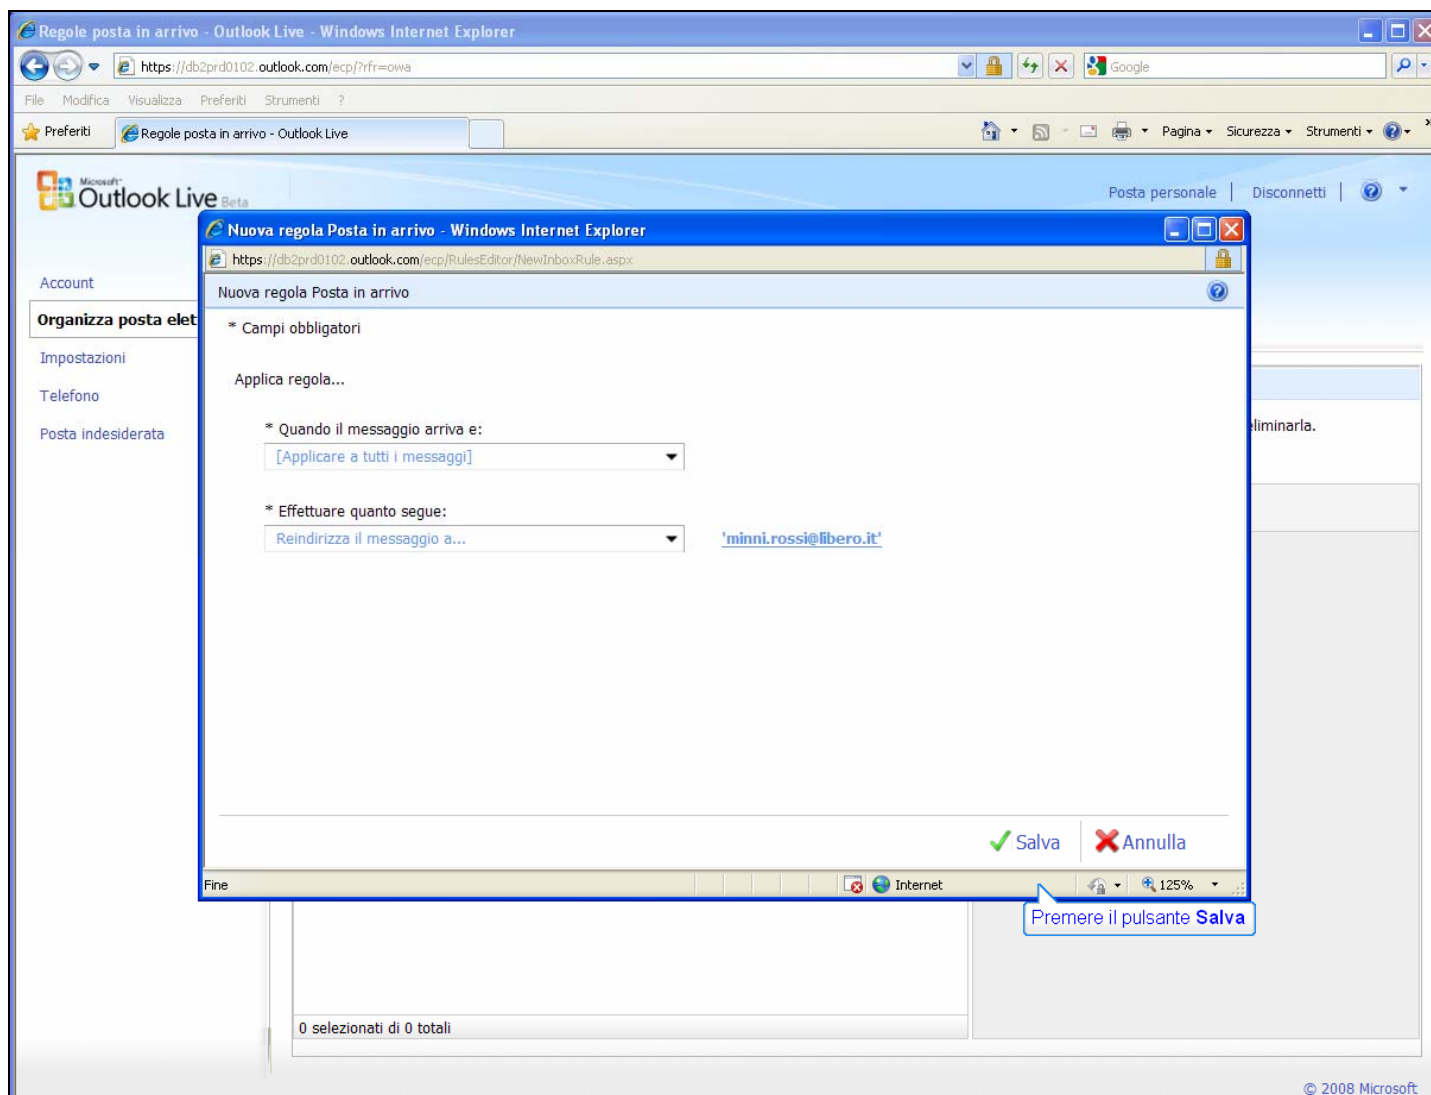 Regole posta in arrivo - Outlook Live - Windows Internet Explorer
https://db2prd0102.outlook.com/ecp/?rfr=owa
Google
File Modifica Visualizza Preferiti Strumenti ?
Preferiti
Regole posta in arrivo - Outlook Live
Pagina
Sicurezza
Strumenti
Microsoft
Outlook Live Beta
Posta personale | Disconnetti |
Nuova regola Posta in arrivo - Windows Internet Explorer
https://db2prd0102.outlook.com/ecp/RulesEditor/NewInboxRule.aspx
Account
Nuova regola Posta in arrivo
Organizza posta elet
* Campi obbligatori
Impostazioni
Applica regola...
Telefono
* Quando il messaggio arriva e:
eliminarla.
Posta indesiderata
[Applicare a tutti i messaggi]
* Effettuare quanto segue:
Reindirizza il messaggio a...
'minni.rossi@libero.it'
Salva
Annulla
Fine
Internet
125%
Premere il pulsante Salva
0 selezionati di 0 totali
© 2008 Microsoft